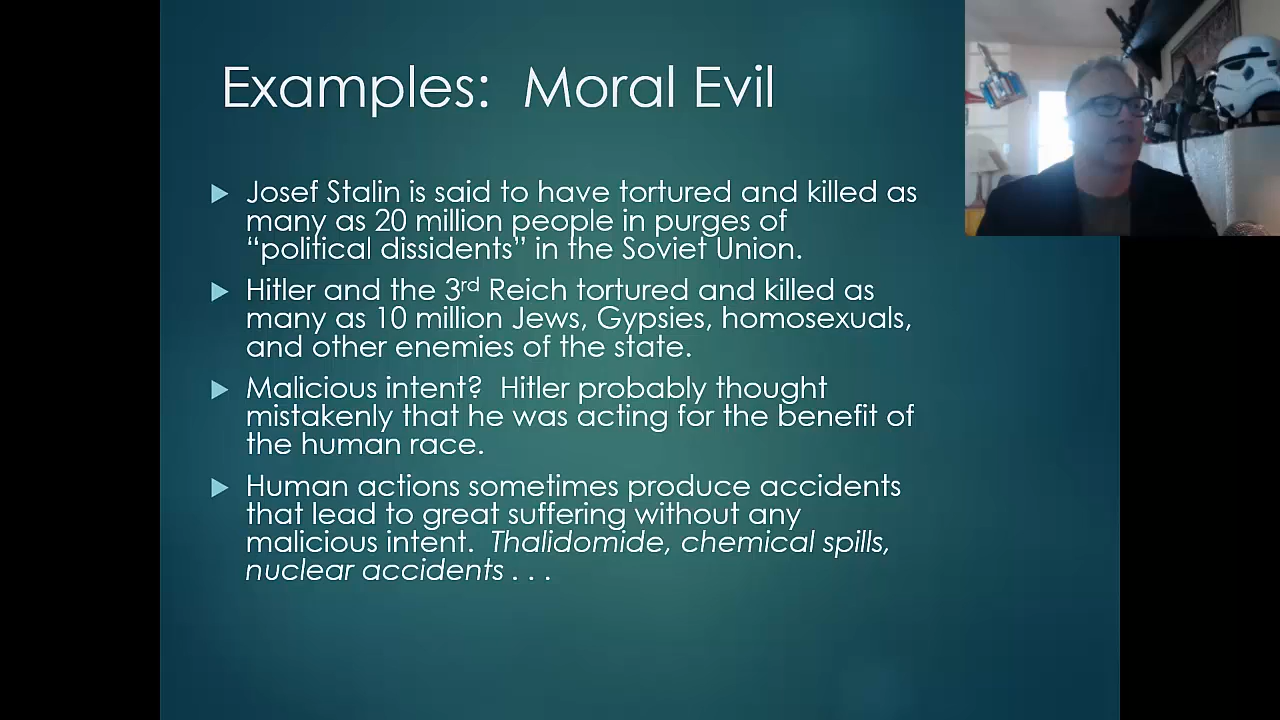 Examples:  Moral Evil
Josef Stalin is said to have tortured and killed as
many as 20 million people in purges of
“political dissidents” in the Soviet Union.
Hitler and the 3rd Reich tortured and killed as
many as 10 million Jews, Gypsies, homosexuals,
and other enemies of the state.
Malicious intent?  Hitler probably thought
mistakenly that he was acting for the benefit of
the human race.
Human actions sometimes produce accidents
that lead to great suffering without any
malicious intent.  Thalidomide, chemical spills,
nuclear accidents . . .